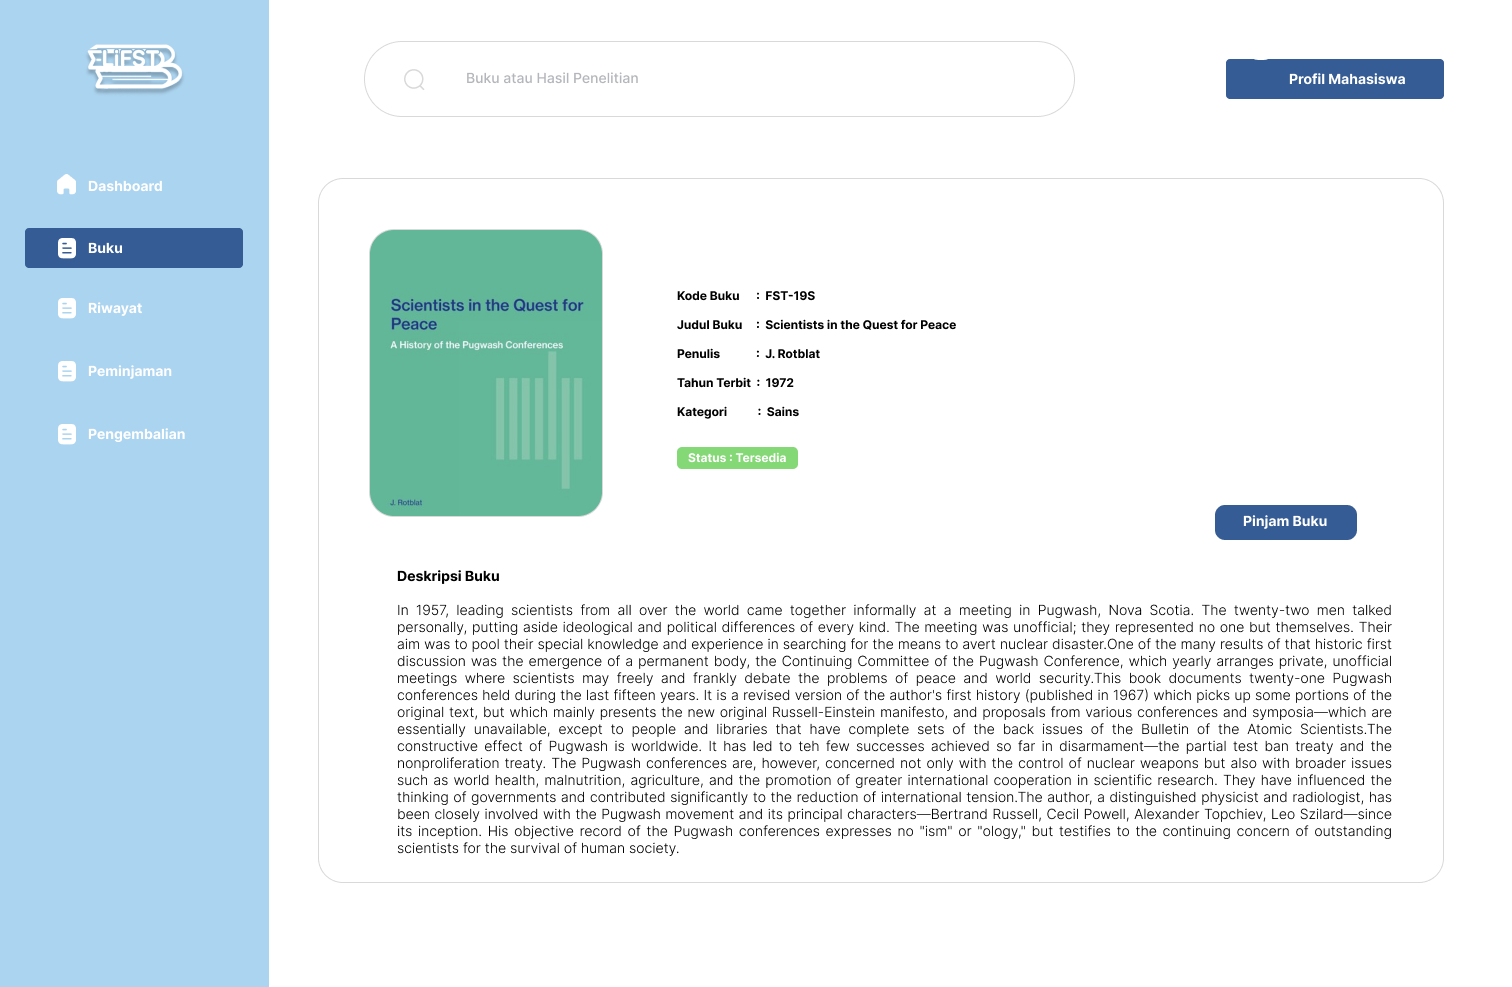 ELiFST
Buku atau Hasil Penelitian
Profil Mahasiswa
Dashboard
Buku
Riwayat
Peminjaman
Pengembalian
Scientists in the Quest for
Peace
A History of the Pugwash Conferences
J. Rotblat
Kode Buku : FST-19S
Judul Buku : Scientists in the Quest for Peace
Penulis : J. Rotblat
Tahun Terbit : 1972
Kategori : Sains
Status : Tersedia
Pinjam Buku
Deskripsi Buku
In 1957, leading scientists from all over the world came together informally at a meeting in Pugwash, Nova Scotia. The twenty-two men talked
personally, putting aside ideological and political differences of every kind. The meeting was unofficial; they represented no one but themselves. Their
aim was to pool their special knowledge and experience in searching for the means to avert nuclear disaster.One of the many results of that historic first
discussion was the emergence of a permanent body, the Continuing Committee of the Pugwash Conference, which yearly arranges private, unofficial
meetings where scientists may freely and frankly debate the problems of peace and world security.This book documents twenty-one Pugwash
conferences held during the last fifteen years. It is a revised version of the author's first history (published in 1967) which picks up some portions of the
original text, but which mainly presents the new original Russell-Einstein manifesto, and proposals from various conferences and symposia—which are
essentially unavailable, except to people and libraries that have complete sets of the back issues of the Bulletin of the Atomic Scientists.The
constructive effect of Pugwash is worldwide. It has led to teh few successes achieved so far in disarmament—the partial test ban treaty and the
nonproliferation treaty. The Pugwash conferences are, however, concerned not only with the control of nuclear weapons but also with broader issues
such as world health, malnutrition, agriculture, and the promotion of greater international cooperation in scientific research. They have influenced the
thinking of governments and contributed significantly to the reduction of international tension.The author, a distinguished physicist and radiologist, has
been closely involved with the Pugwash movement and its principal characters—Bertrand Russell, Cecil Powell, Alexander Topchiev, Leo Szilard—since
its inception. His objective record of the Pugwash conferences expresses no "ism" or "ology," but testifies to the continuing concern of outstanding
scientists for the survival of human society.